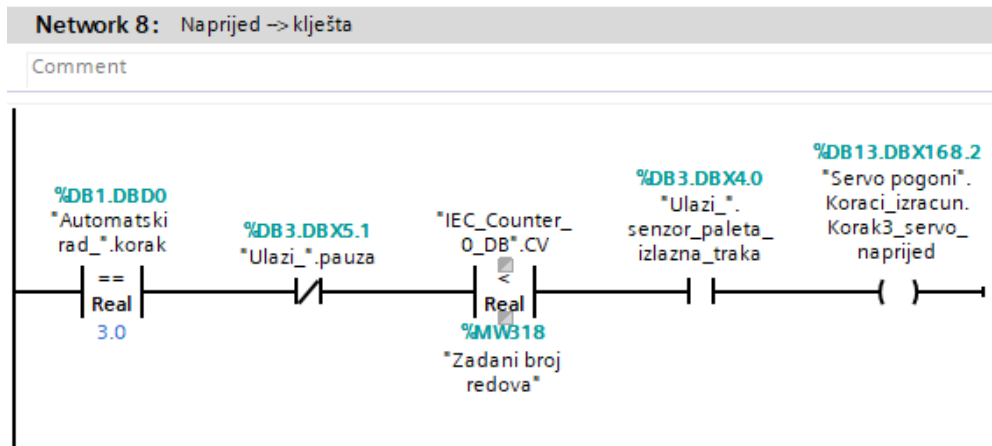 Network 8: Naprijed --> klješta
Comment
%DB1.DBD0
"Automatski
rad_".korak
==
Real
3.0
%DB3.DBX5.1
"Ulazi_".pauza
"IEC_Counter_
0_DB".CV
<
Real
%MW318
"Zadani broj
redova"
%DB3.DBX4.0
"Ulazi_".
senzor_paleta_
izlazna_traka
%DB13.DBX168.2
"Servo pogoni".
Koraci_izracun.
Korak3_servo_
naprijed